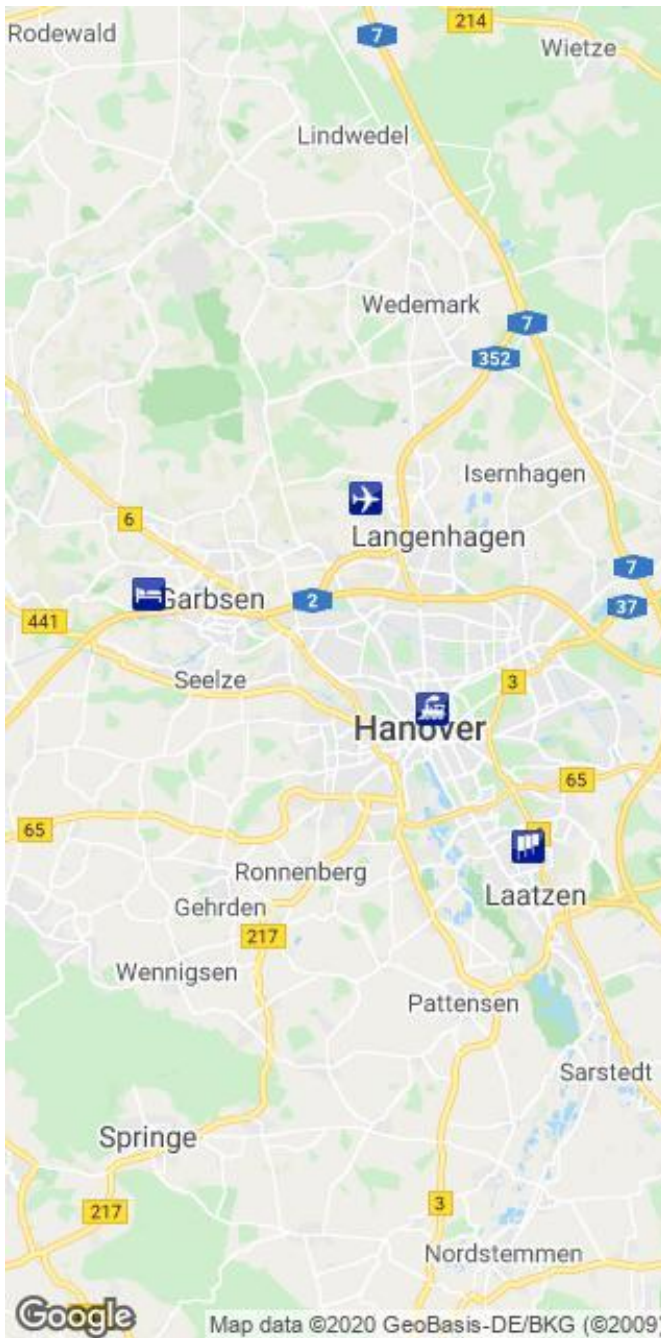 214
Rodewald
7
Wietze
Lindwedel
Wedemark
7
352
Isernhagen
6
Langenhagen
7
Garbsen
2
37
441
Seelze
3
Hanover
65
65
Ronnenberg
Laatzen
Gehrden
217
Wennigsen
Pattensen
Sarstedt
Springe
3
217
Nordstemmen
Google
Map data ©2020 GeoBasis-DE/BKG (©2009